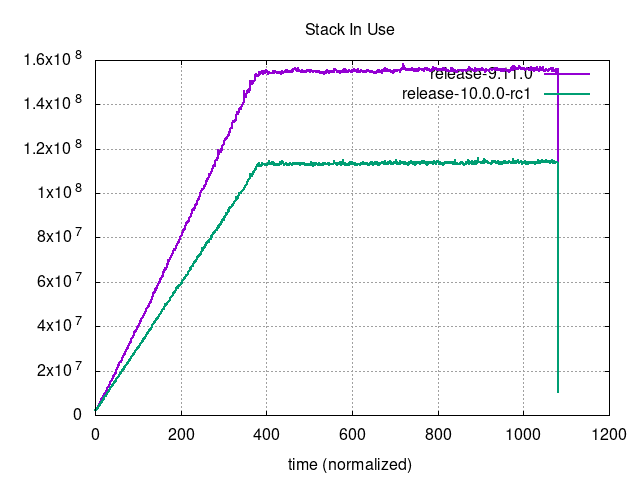 Stack In Use
1.6x10^8
1.4x10^8
1.2x10^8
1x10^8
8x10^7
6x10^7
4x10^7
2x10^7
0
release-9.11.0
release-10.0.0-rc1
0 200 400 600 800 1000 1200
time (normalized)